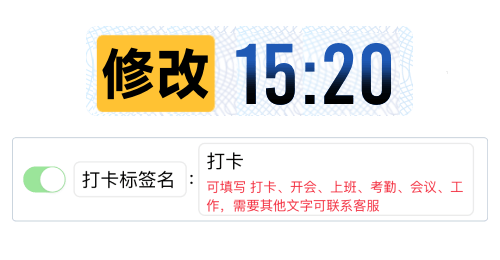 修改 15:20
打卡标签名 : 打卡
可填写 打卡、开会、上班、考勤、会议、工
作，需要其他文字可联系客服